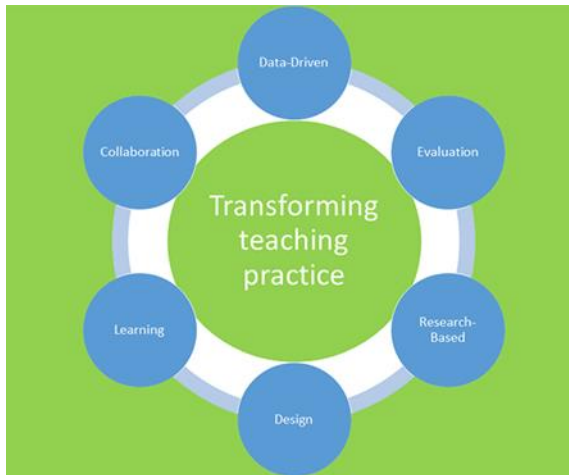 Data-Driven
Evaluation
Research-
Based
Design
Learning
Collaboration
Transforming
teaching
practice